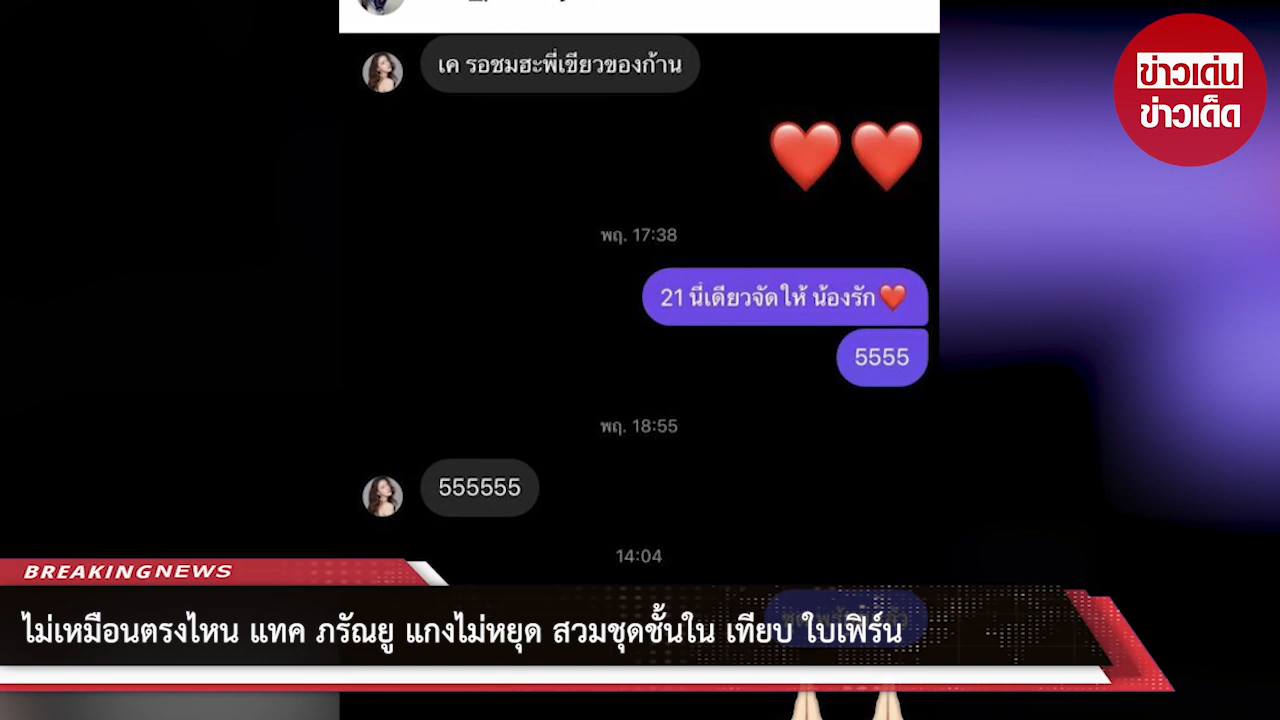 ข่าวเด่น
ข่าวเด็ด
เค รอชมฮะพี่เขียวของก้าน
พฤ. 17:38
21 นี่เดียวจัดให้ น้องรัก❤️
5555
พฤ. 18:55
555555
14:04
BREAKINGNEWS
ไม่เหมือนตรงไหน แทค ภรัณยู แกงไม่หยุด สวมชุดชั้นใน เทียบ ใบเฟิร์น